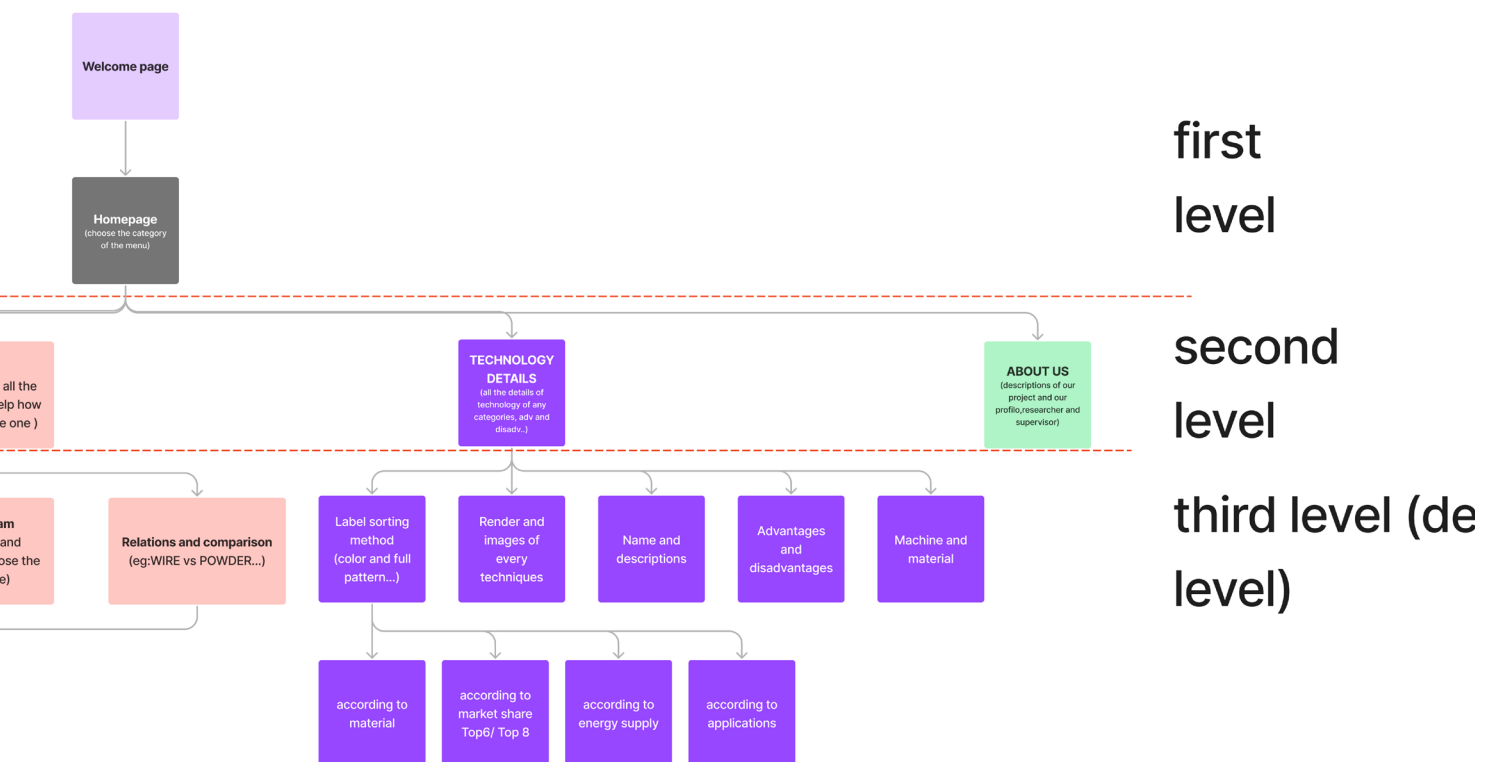 Welcome page
first
level
Homepage
(choose the category
of the menu)
all the
how
one )
TECHNOLOGY
DETAILS
(all the details of
technology of any
categories, adv and
disadv..)
ABOUT US
(descriptions of our
project and our
profilo,researcher and
supervisor)
second
level
and
the
Relations and comparison
(eg:WIRE vs POWDER...)
Label sorting
method
(color and full
pattern...)
Render and
images of
every
techniques
Name and
descriptions
Advantages
and
disadvantages
Machine and
material
third level (de
level)
according to
material
according to
market share
Top6/ Top 8
according to
energy supply
according to
applications